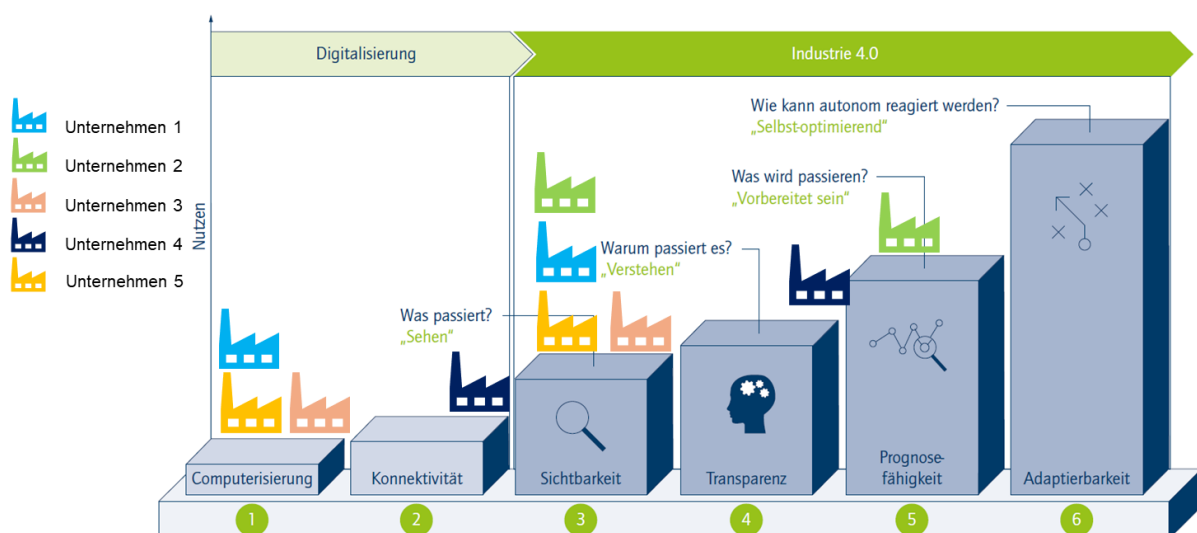 Digitalisierung
Industrie 4.0
Nutzen
Unternehmen 1
Unternehmen 2
Unternehmen 3
Unternehmen 4
Unternehmen 5
Wie kann autonom reagiert werden?
„Selbst-optimierend“
Was wird passieren?
„Vorbereitet sein“
Warum passiert es?
„Verstehen“
Was passiert?
„Sehen“
Computerisierung
Konnektivität
Sichtbarkeit
Transparenz
Prognose-
fähigkeit
Adaptierbarkeit
1
2
3
4
5
6